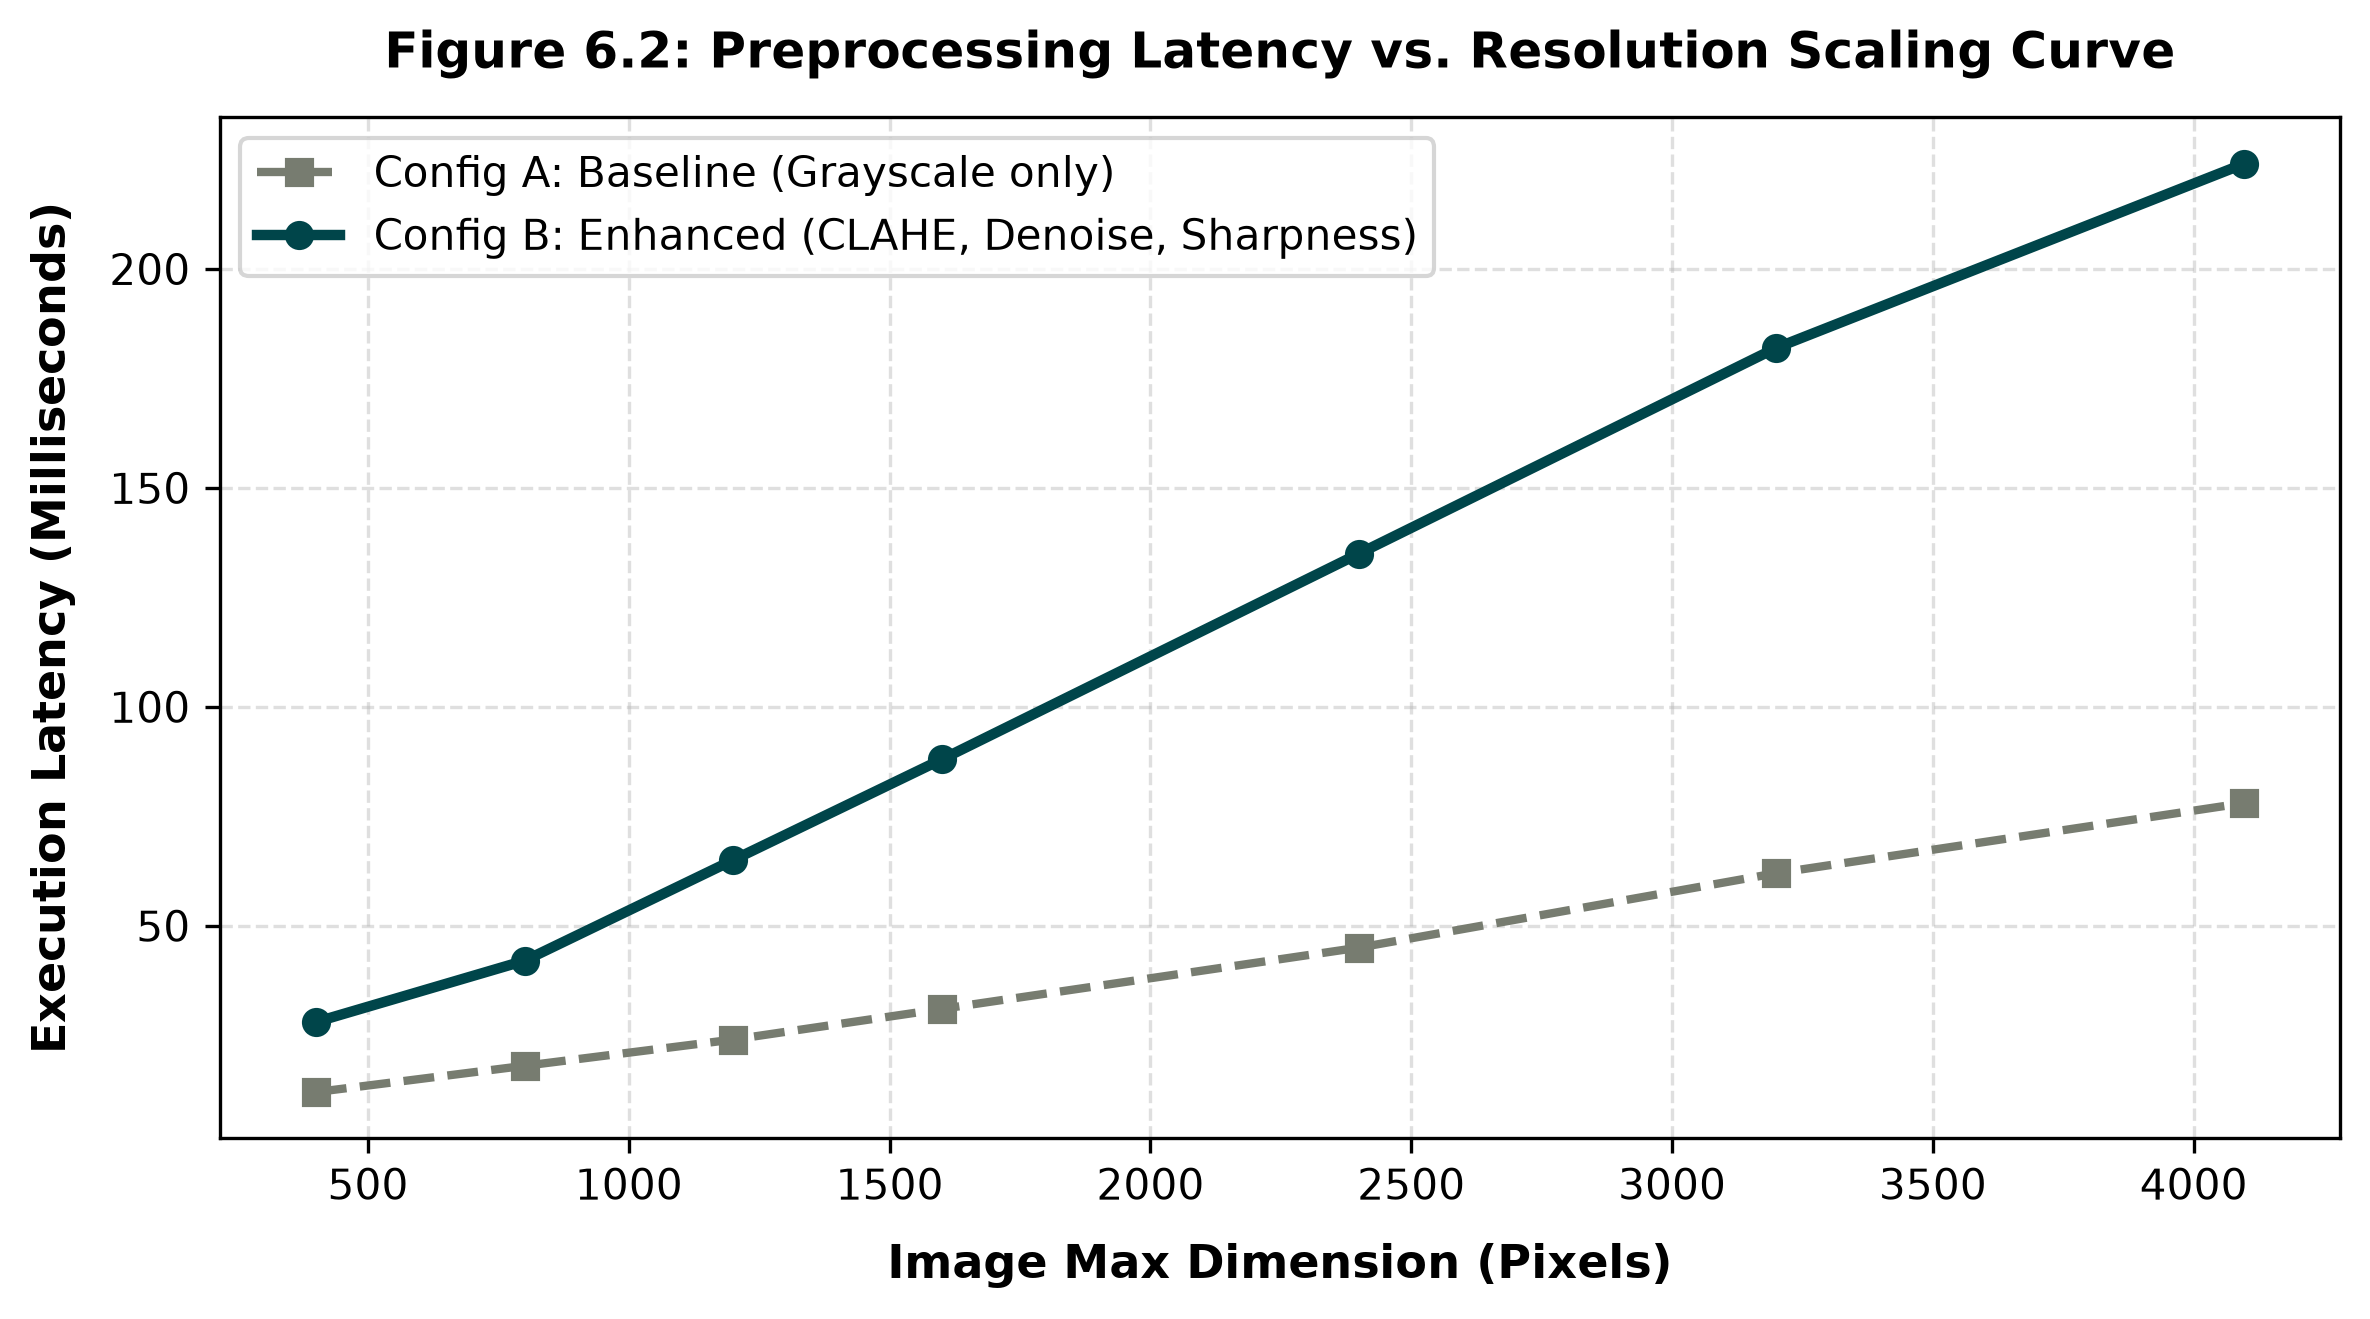 Figure 6.2: Preprocessing Latency vs. Resolution Scaling Curve
Config A: Baseline (Grayscale only)
Config B: Enhanced (CLAHE, Denoise, Sharpness)
Execution Latency (Milliseconds)
200
150
100
50
500 1000 1500 2000 2500 3000 3500 4000
Image Max Dimension (Pixels)